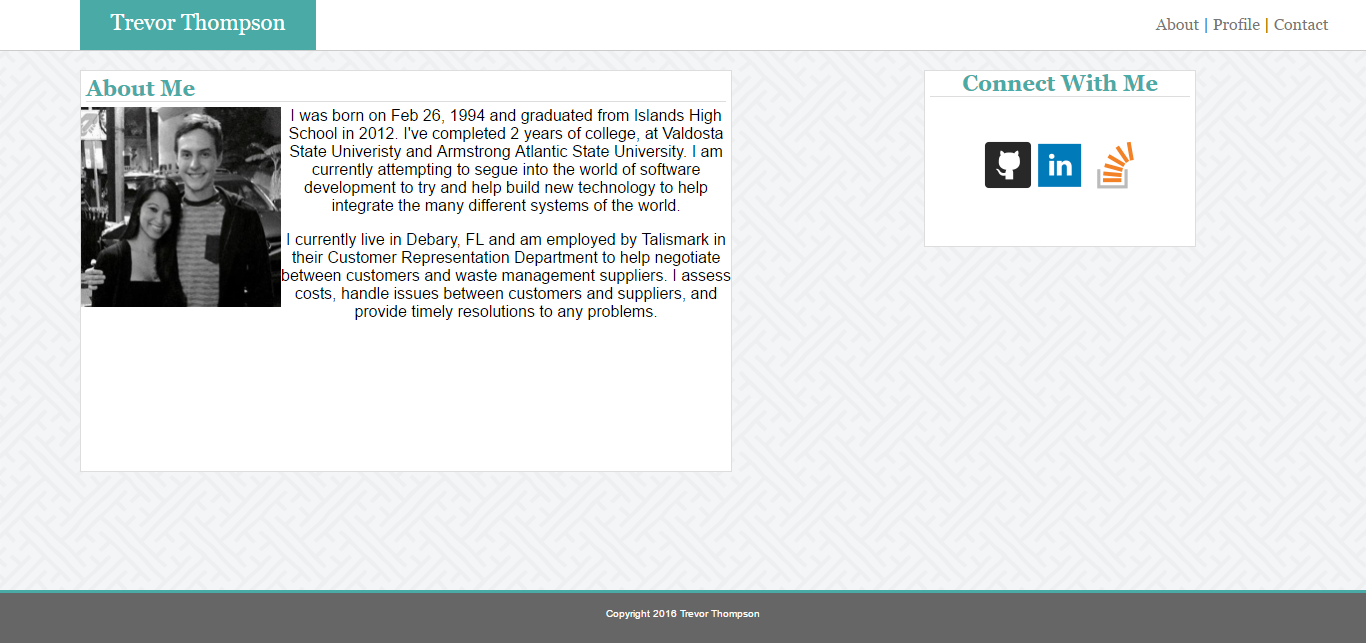 Trevor Thompson
About | Profile | Contact
About Me
I was born on Feb 26, 1994 and graduated from Islands High
School in 2012. I've completed 2 years of college, at Valdosta
State Univeristy and Armstrong Atlantic State University. I am
currently attempting to segue into the world of software
development to try and help build new technology to help
integrate the many different systems of the world.
I currently live in Debary, FL and am employed by Talismark in
their Customer Representation Department to help negotiate
between customers and waste management suppliers. I assess
costs, handle issues between customers and suppliers, and
provide timely resolutions to any problems.
Connect With Me
in
Copyright 2016 Trevor Thompson